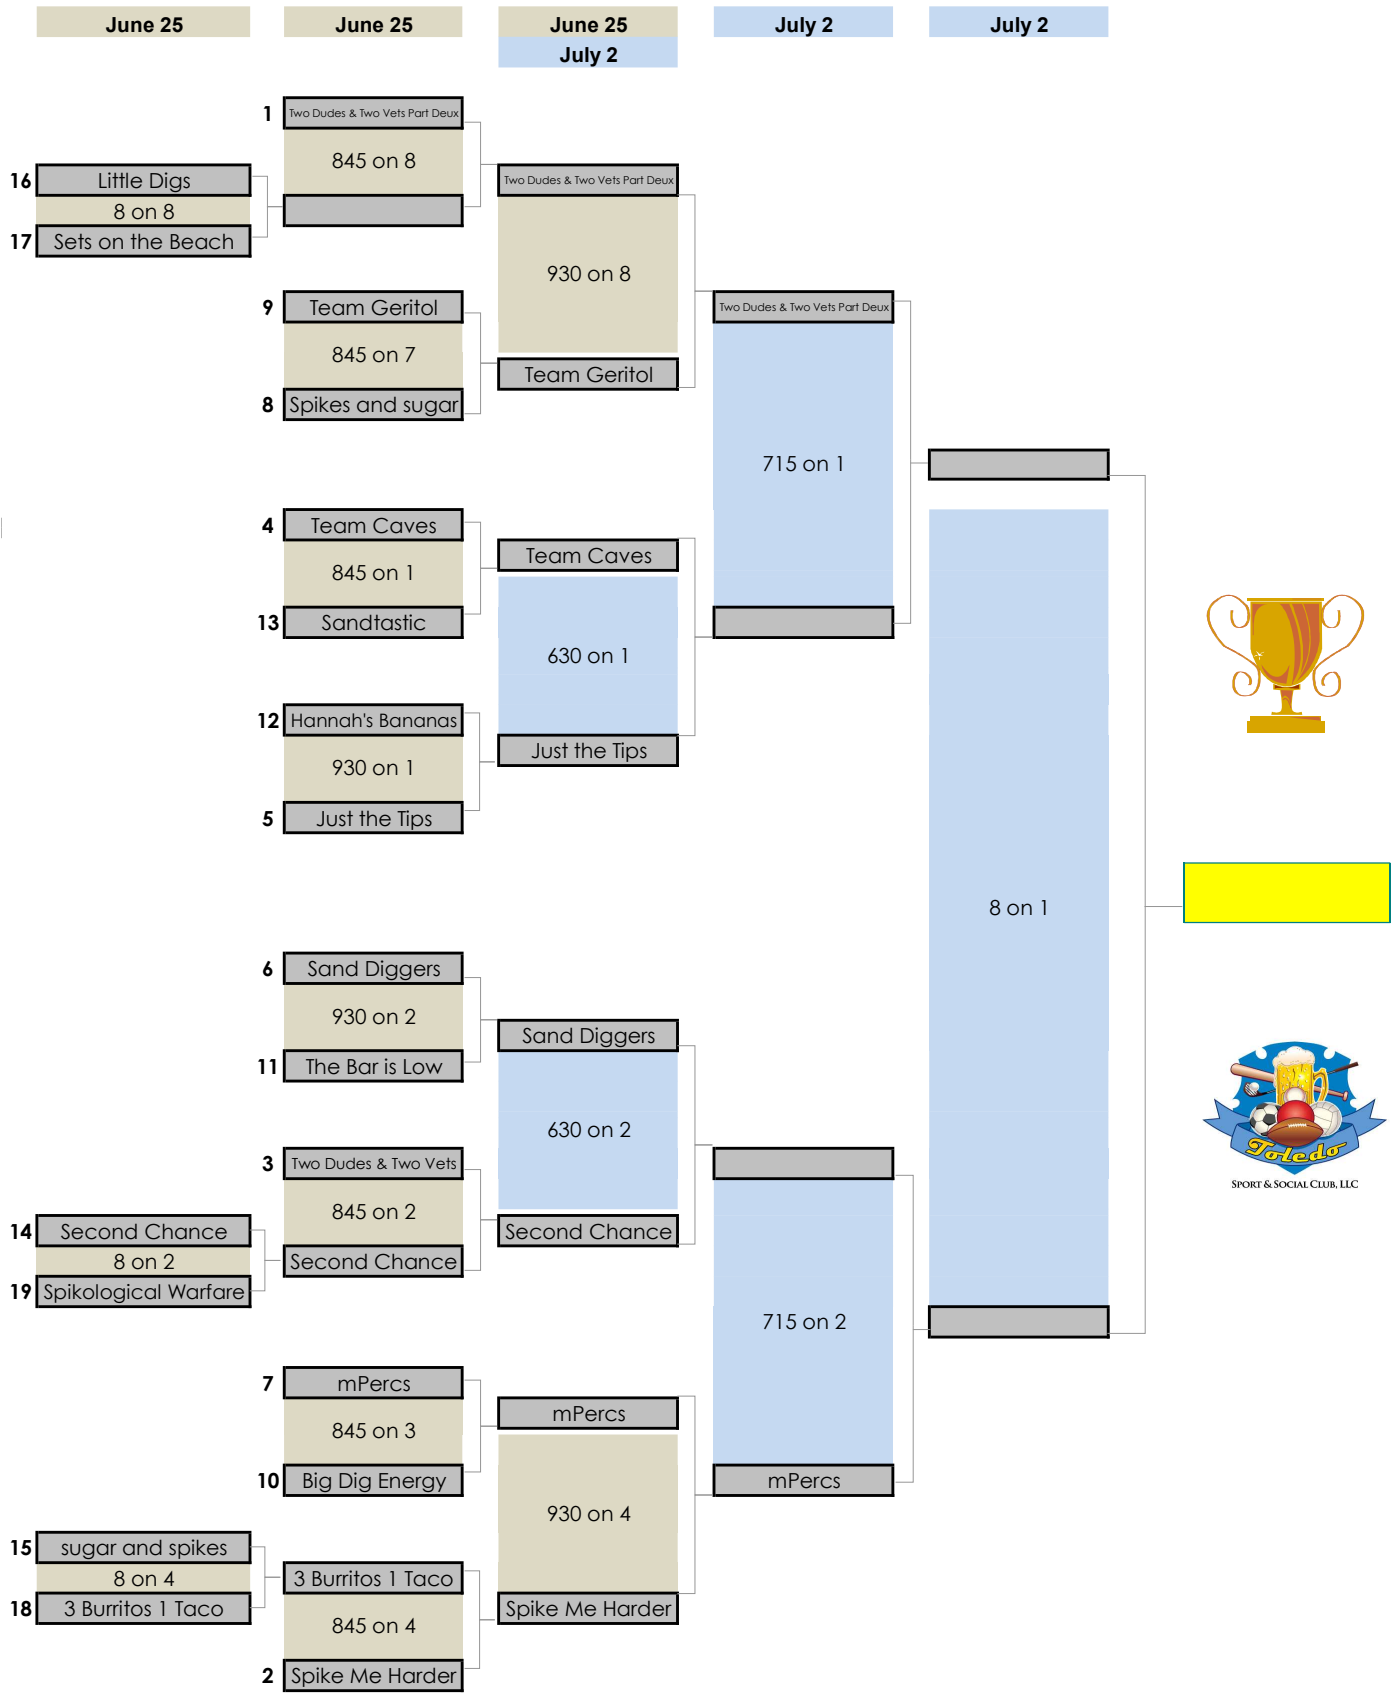 June 25
June 25
June 25
July 2
July 2
July 2
1
Two Dudes & Two Vets Part Deux
845 on 8
16
Little Digs
8 on 8
17
Sets on the Beach
Two Dudes & Two Vets Part Deux
930 on 8
9
Team Geritol
845 on 7
8
Spikes and sugar
Team Geritol
Two Dudes & Two Vets Part Deux
715 on 1
4
Team Caves
845 on 1
13
Sandtastic
Team Caves
630 on 1
12
Hannah's Bananas
930 on 1
5
Just the Tips
Just the Tips
8 on 1
6
Sand Diggers
930 on 2
11
The Bar is Low
Sand Diggers
630 on 2
3
Two Dudes & Two Vets
845 on 2
14
Second Chance
8 on 2
19
Spikological Warfare
Second Chance
Second Chance
715 on 2
7
mPercs
845 on 3
10
Big Dig Energy
mPercs
930 on 4
mPercs
15
sugar and spikes
8 on 4
18
3 Burritos 1 Taco
3 Burritos 1 Taco
845 on 4
2
Spike Me Harder
Spike Me Harder
Toledo
SPORT & SOCIAL CLUB, LLC